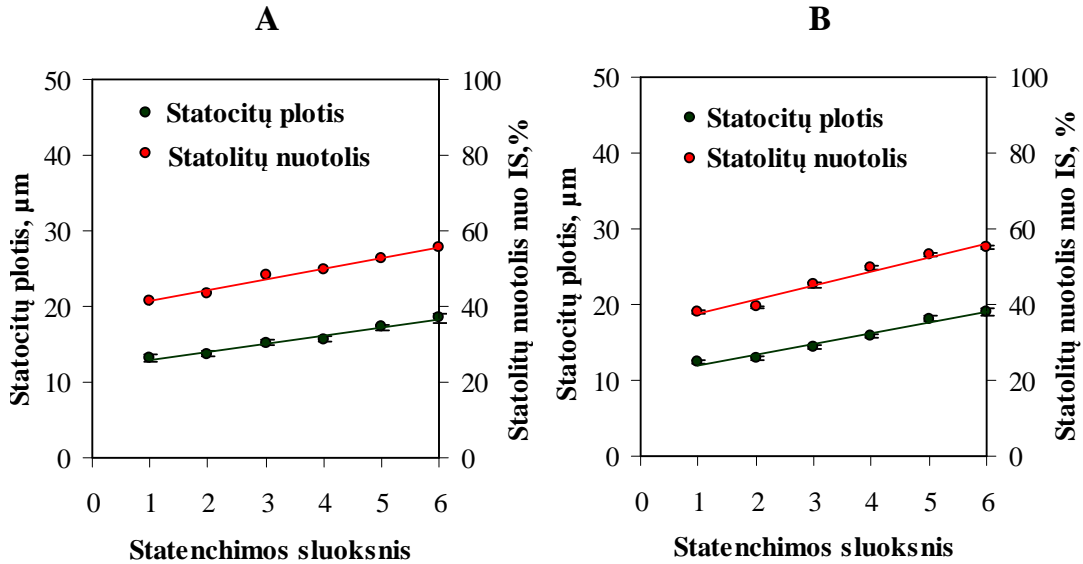 A
50
40
30
20
10
0
Statocitų plotis, µm
100
80
60
40
20
0
Statolitų nuotolis nuo IS,%
Statocitų plotis
Statolitų nuotolis
0 1 2 3 4 5 6
Statenchimos sluoksnis
B
50
40
30
20
10
0
Statocitų plotis, µm
100
80
60
40
20
0
Statolitų nuotolis nuo IS,%
Statocitų plotis
Statolitų nuotolis
0 1 2 3 4 5 6
Statenchimos sluoksnis